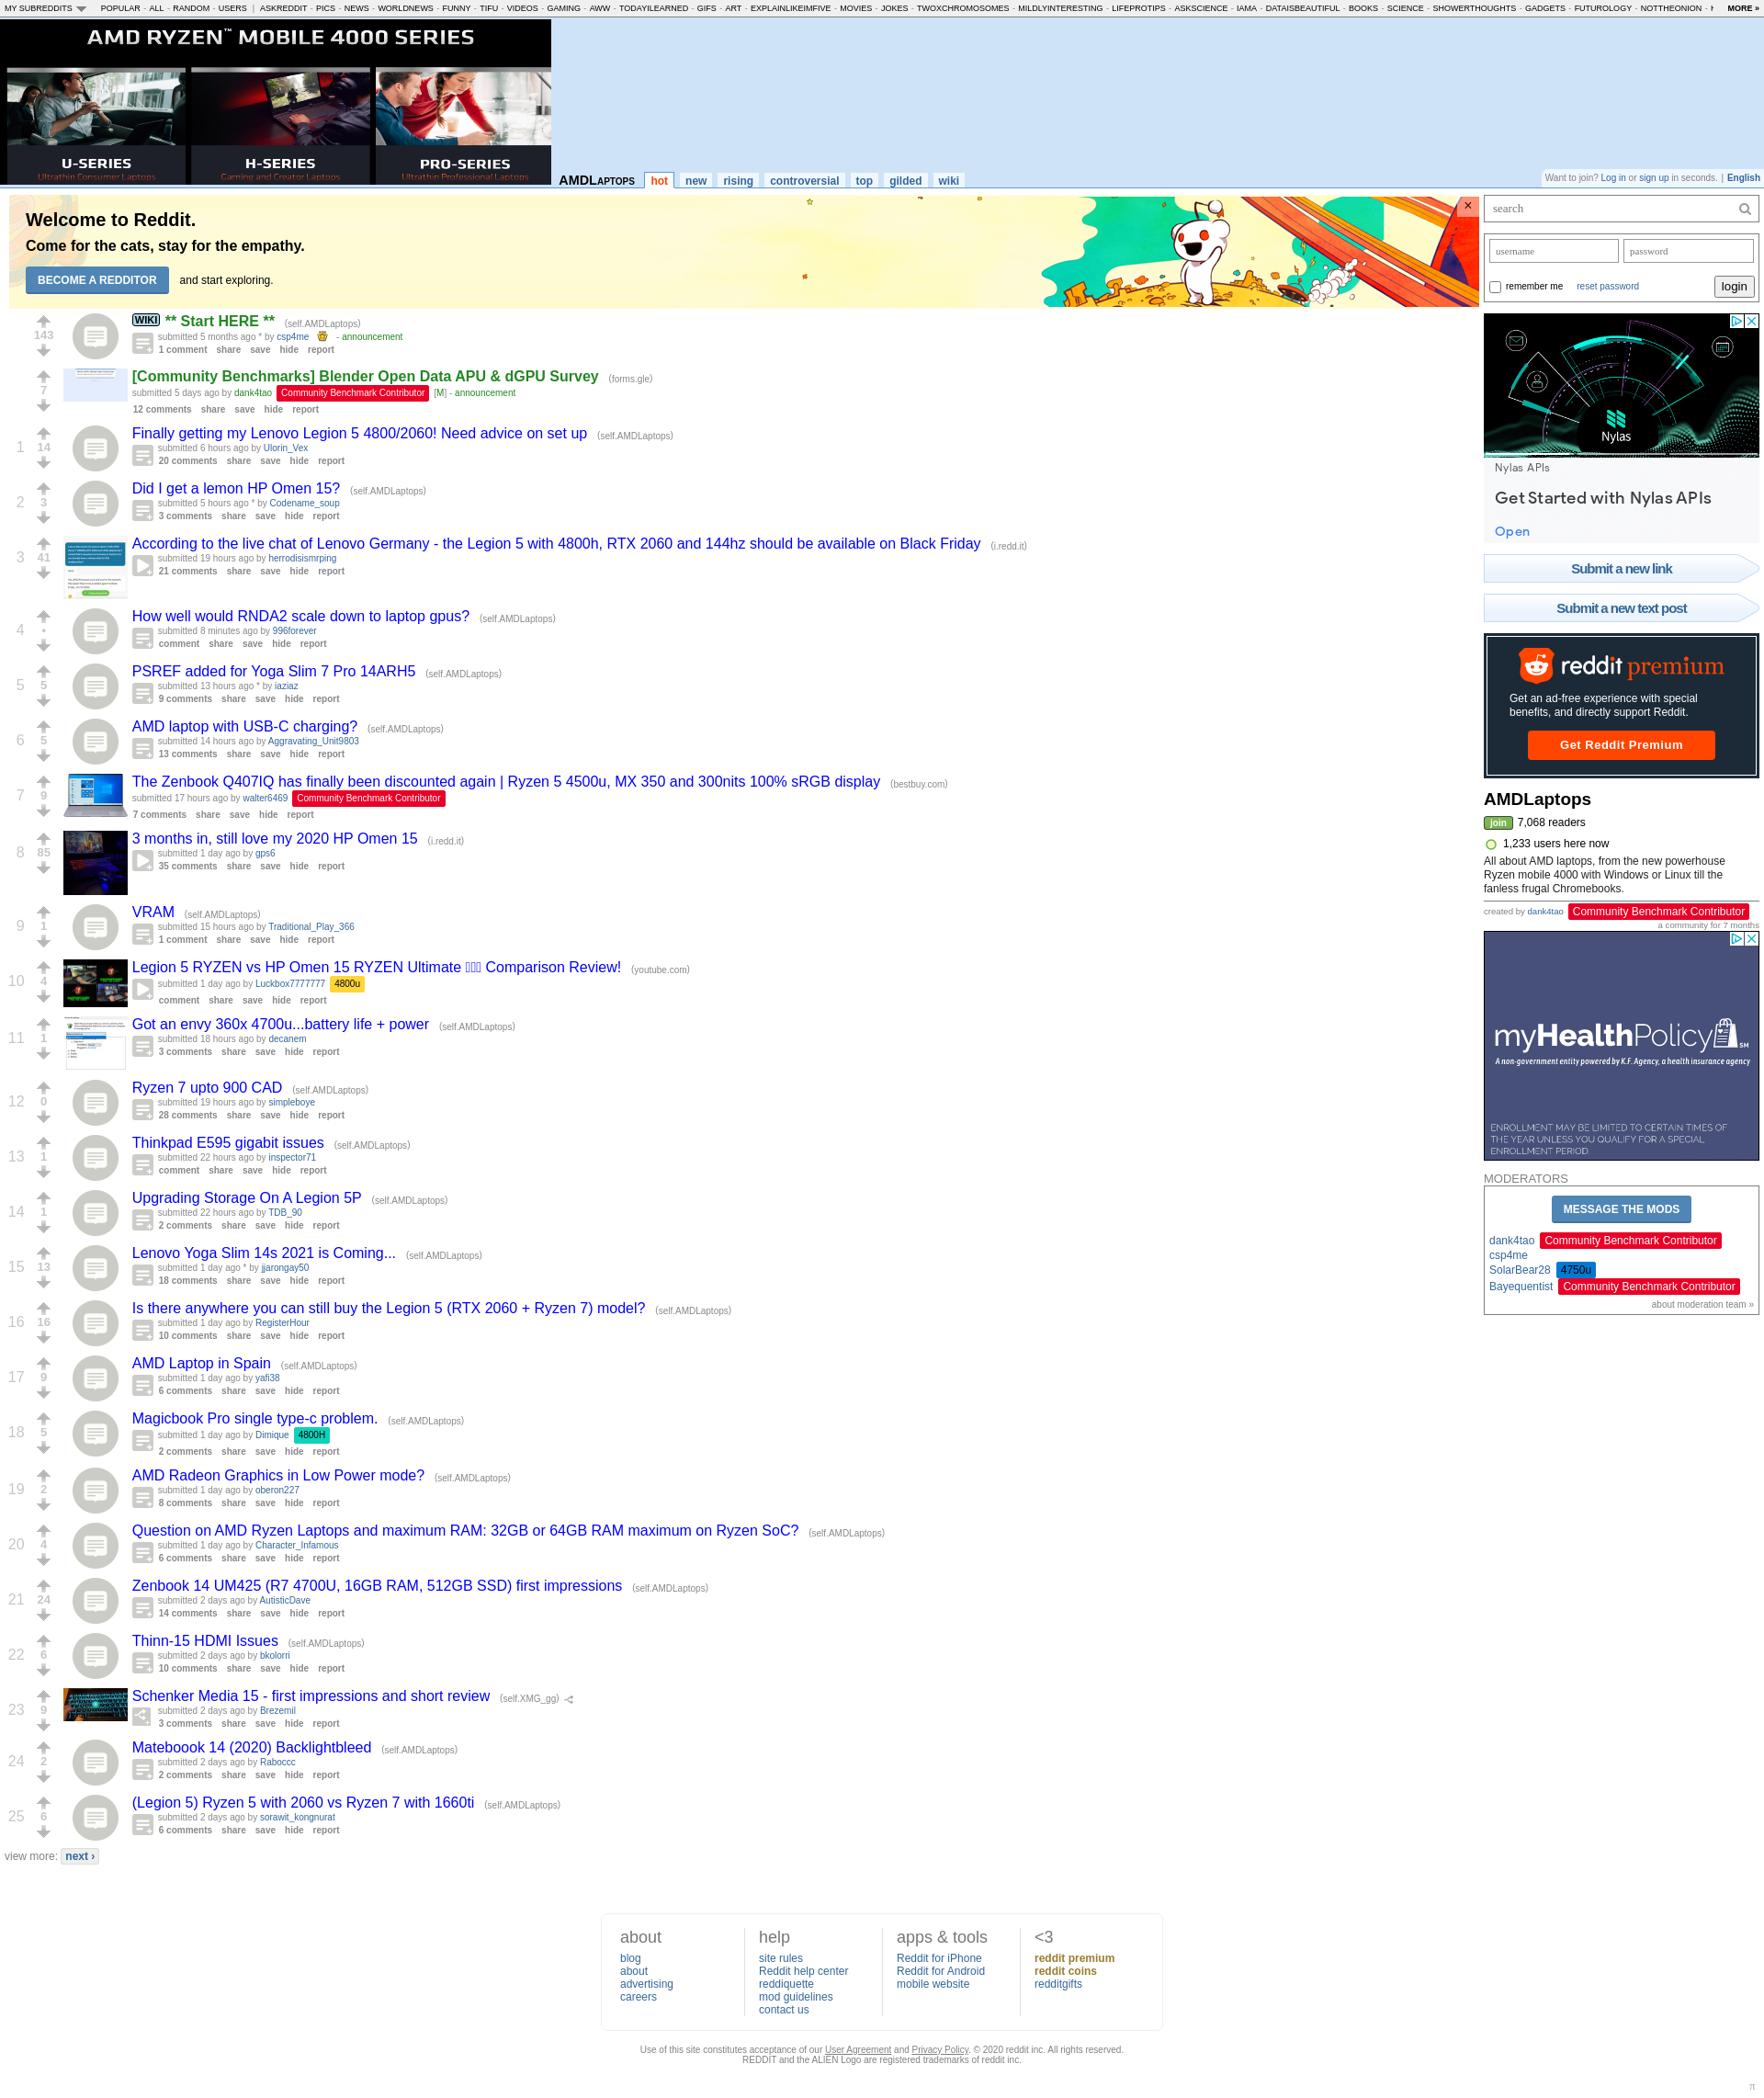 MY SUBREDDITS POPULAR - ALL - RANDOM - USERS | ASKREDDIT - PICS - NEWS - WORLDNEWS - FUNNY - TIFU - VIDEOS - GAMING - AWW - TODAYILEARNED - GIFS - ART - EXPLAINLIKEIMFIVE - MOVIES - JOKES - TWOXCHROMOSOMES - MILDLYINTERESTING - LIFEPROTIPS - ASKSCIENCE - IAMA - DATAISBEAUTIFUL - BOOKS - SCIENCE - SHOWERTHOUGHTS - GADGETS - FUTUROLOGY - NOTTHEONION - MORE »
AMD RYZEN™ MOBILE 4000 SERIES
U-SERIES H-SERIES PRO-SERIES
Ultrathin Consumer Laptops Gaming and Creator Laptops Ultrathin Professional Laptops
AMDLAPTOPS hot new rising controversial top gilded wiki
Want to join? Log in or sign up in seconds. | English
Welcome to Reddit.
Come for the cats, stay for the empathy.
BECOME A REDDITOR and start exploring.
×
143
WIKI ** Start HERE ** (self.AMDLaptops)
submitted 5 months ago * by csp4me - announcement
1 comment share save hide report
7
[Community Benchmarks] Blender Open Data APU & dGPU Survey (forms.gle)
submitted 5 days ago by dank4tao Community Benchmark Contributor [M] - announcement
12 comments share save hide report
1 14
Finally getting my Lenovo Legion 5 4800/2060! Need advice on set up (self.AMDLaptops)
submitted 6 hours ago by Ulorin_Vex
20 comments share save hide report
2 3
Did I get a lemon HP Omen 15? (self.AMDLaptops)
submitted 5 hours ago * by Codename_soup
3 comments share save hide report
3 41
According to the live chat of Lenovo Germany - the Legion 5 with 4800h, RTX 2060 and 144hz should be available on Black Friday (i.redd.it)
submitted 19 hours ago by herrodisismrping
21 comments share save hide report
4 •
How well would RNDA2 scale down to laptop gpus? (self.AMDLaptops)
submitted 8 minutes ago by 996forever
comment share save hide report
5 5
PSREF added for Yoga Slim 7 Pro 14ARH5 (self.AMDLaptops)
submitted 13 hours ago * by iaziaz
9 comments share save hide report
6 5
AMD laptop with USB-C charging? (self.AMDLaptops)
submitted 14 hours ago by Aggravating_Unit9803
13 comments share save hide report
7 9
The Zenbook Q407IQ has finally been discounted again | Ryzen 5 4500u, MX 350 and 300nits 100% sRGB display (bestbuy.com)
submitted 17 hours ago by walter6469 Community Benchmark Contributor
7 comments share save hide report
8 85
3 months in, still love my 2020 HP Omen 15 (i.redd.it)
submitted 1 day ago by gps6
35 comments share save hide report
9 1
VRAM (self.AMDLaptops)
submitted 15 hours ago by Traditional_Play_366
1 comment share save hide report
10 4
Legion 5 RYZEN vs HP Omen 15 RYZEN Ultimate Comparison Review! (youtube.com)
submitted 1 day ago by Luckbox7777777 4800u
comment share save hide report
11 1
Got an envy 360x 4700u...battery life + power (self.AMDLaptops)
submitted 18 hours ago by decanem
3 comments share save hide report
12 0
Ryzen 7 upto 900 CAD (self.AMDLaptops)
submitted 19 hours ago by simpleboye
28 comments share save hide report
13 1
Thinkpad E595 gigabit issues (self.AMDLaptops)
submitted 22 hours ago by inspector71
comment share save hide report
14 1
Upgrading Storage On A Legion 5P (self.AMDLaptops)
submitted 22 hours ago by TDB_90
2 comments share save hide report
15 13
Lenovo Yoga Slim 14s 2021 is Coming... (self.AMDLaptops)
submitted 1 day ago * by jjarongay50
18 comments share save hide report
16 16
Is there anywhere you can still buy the Legion 5 (RTX 2060 + Ryzen 7) model? (self.AMDLaptops)
submitted 1 day ago by RegisterHour
10 comments share save hide report
17 9
AMD Laptop in Spain (self.AMDLaptops)
submitted 1 day ago by yafi38
6 comments share save hide report
18 5
Magicbook Pro single type-c problem. (self.AMDLaptops)
submitted 1 day ago by Dimique 4800H
2 comments share save hide report
19 2
AMD Radeon Graphics in Low Power mode? (self.AMDLaptops)
submitted 1 day ago by oberon227
8 comments share save hide report
20 4
Question on AMD Ryzen Laptops and maximum RAM: 32GB or 64GB RAM maximum on Ryzen SoC? (self.AMDLaptops)
submitted 1 day ago by Character_Infamous
6 comments share save hide report
21 24
Zenbook 14 UM425 (R7 4700U, 16GB RAM, 512GB SSD) first impressions (self.AMDLaptops)
submitted 2 days ago by AutisticDave
14 comments share save hide report
22 6
Thinn-15 HDMI Issues (self.AMDLaptops)
submitted 2 days ago by bkolorri
10 comments share save hide report
23 9
Schenker Media 15 - first impressions and short review (self.XMG_gg)
submitted 2 days ago by Brezemil
3 comments share save hide report
24 2
Mateboook 14 (2020) Backlightbleed (self.AMDLaptops)
submitted 2 days ago by Raboccc
2 comments share save hide report
25 6
(Legion 5) Ryzen 5 with 2060 vs Ryzen 7 with 1660ti (self.AMDLaptops)
submitted 2 days ago by sorawit_kongnurat
6 comments share save hide report
view more: next ›
search
username password
remember me reset password login
Nylas
Nylas APIs
Get Started with Nylas APIs
Open
Submit a new link
Submit a new text post
reddit premium
Get an ad-free experience with special
benefits, and directly support Reddit.
Get Reddit Premium
AMDLaptops
join 7,068 readers
1,233 users here now
All about AMD laptops, from the new powerhouse
Ryzen mobile 4000 with Windows or Linux till the
fanless frugal Chromebooks.
created by dank4tao Community Benchmark Contributor
a community for 7 months
myHealthPolicy SM
A non-government entity powered by K.F. Agency, a health insurance agency
ENROLLMENT MAY BE LIMITED TO CERTAIN TIMES OF
THE YEAR UNLESS YOU QUALIFY FOR A SPECIAL
ENROLLMENT PERIOD
MODERATORS
MESSAGE THE MODS
dank4tao Community Benchmark Contributor
csp4me
SolarBear28 4750u
Bayequentist Community Benchmark Contributor
about moderation team »
about
blog
about
advertising
careers
help
site rules
Reddit help center
reddiquette
mod guidelines
contact us
apps & tools
Reddit for iPhone
Reddit for Android
mobile website
<3
reddit premium
reddit coins
redditgifts
Use of this site constitutes acceptance of our User Agreement and Privacy Policy. © 2020 reddit inc. All rights reserved.
REDDIT and the ALIEN Logo are registered trademarks of reddit inc.
π